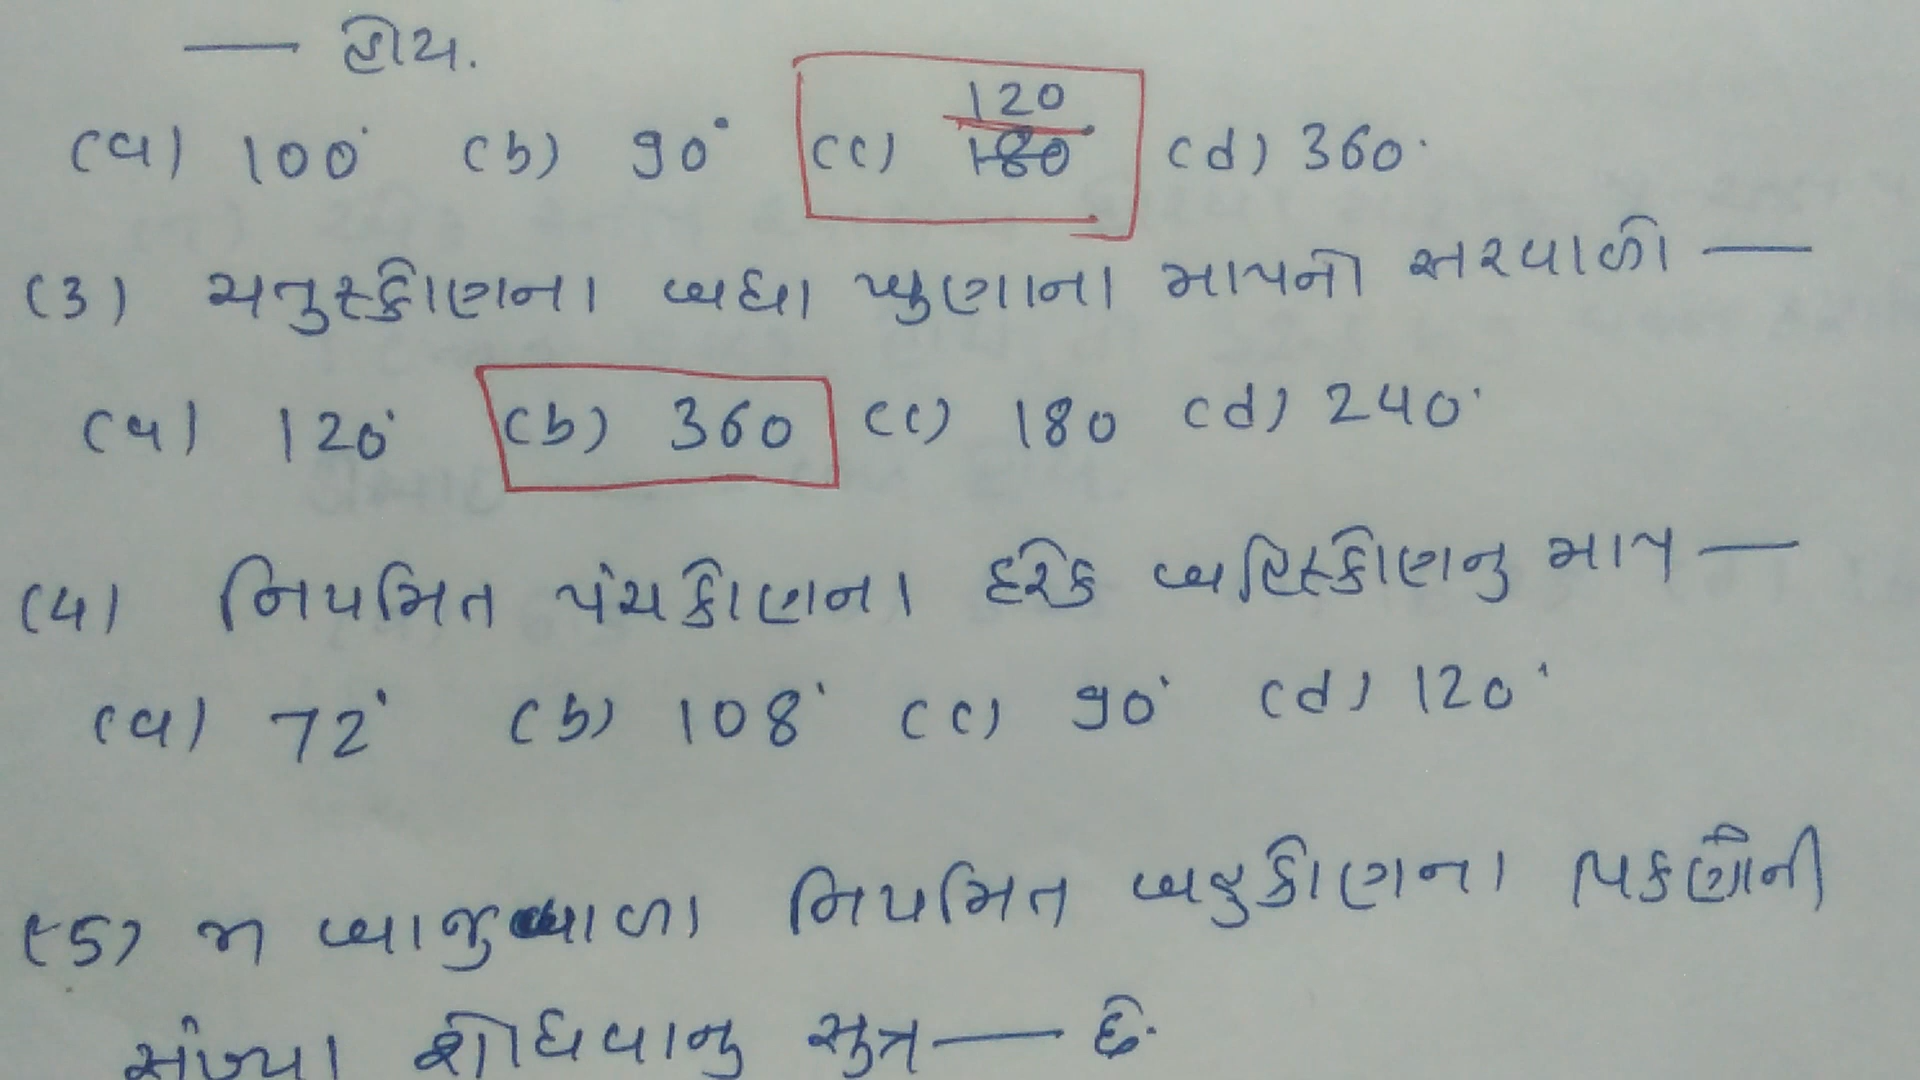 — હોય.
(a) 100° (b) 90° (c) 120 180 (d) 360°
(3) ચતુષ્કોણના બધા ખુણાના માપનો સરવાળો —
(a) 120° (b) 360 (c) 180 (d) 240°
(4) નિયમિત પંચકોણના દરેક બહિષ્કોણનુ માપ —
(a) 72° (b) 108° (c) 90° (d) 120°
(5) n બાજુવાળા નિયમિત બહુકોણના વિકર્ણોની
સંખ્યા શોધવાનુ સુત્ર — છે.